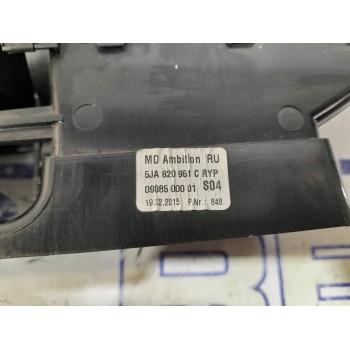 MD Ambition RU
5JA 820 951 C RYP
09085 000 01 S04
19.02.2015 P.Nr.: 848